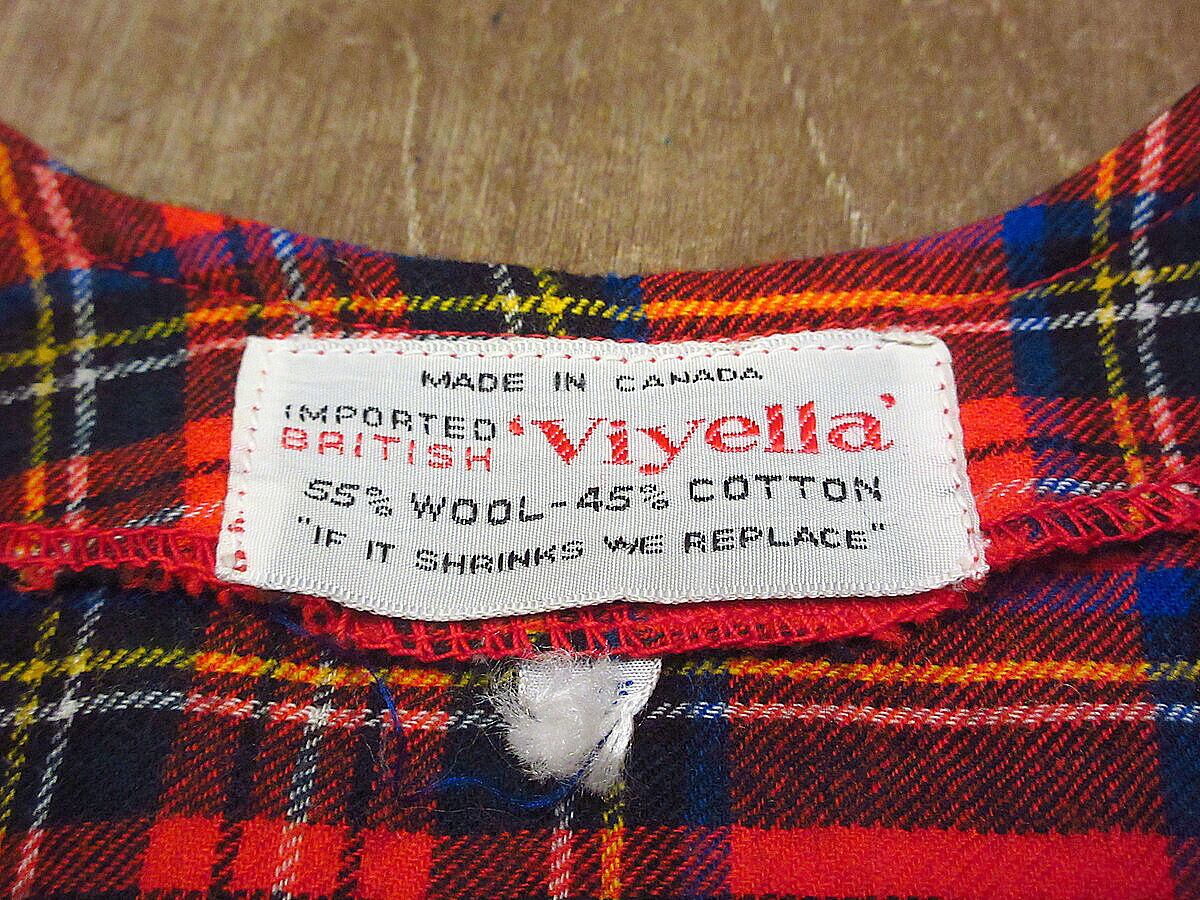 MADE IN CANADA
IMPORTED
BRITISH 'Viyella'
55% WOOL-45% COTTON
"IF IT SHRINKS WE REPLACE"